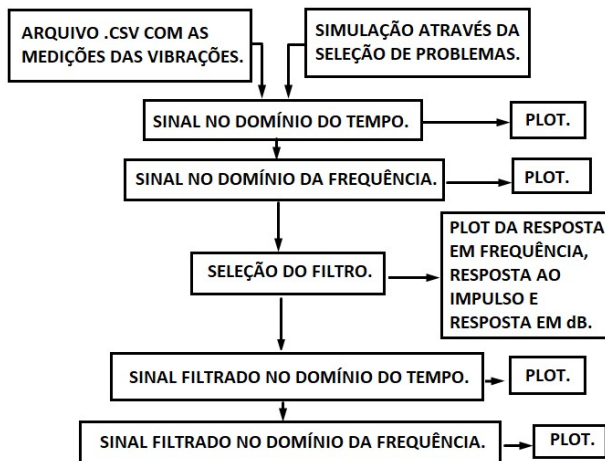 ARQUIVO .CSV COM AS
MEDIÇÕES DAS VIBRAÇÕES.
SIMULAÇÃO ATRAVÉS DA
SELEÇÃO DE PROBLEMAS.
SINAL NO DOMÍNIO DO TEMPO.
PLOT.
SINAL NO DOMÍNIO DA FREQUÊNCIA.
PLOT.
SELEÇÃO DO FILTRO.
PLOT DA RESPOSTA
EM FREQUÊNCIA,
RESPOSTA AO
IMPULSO E
RESPOSTA EM dB.
SINAL FILTRADO NO DOMÍNIO DO TEMPO.
PLOT.
SINAL FILTRADO NO DOMÍNIO DA FREQUÊNCIA.
PLOT.